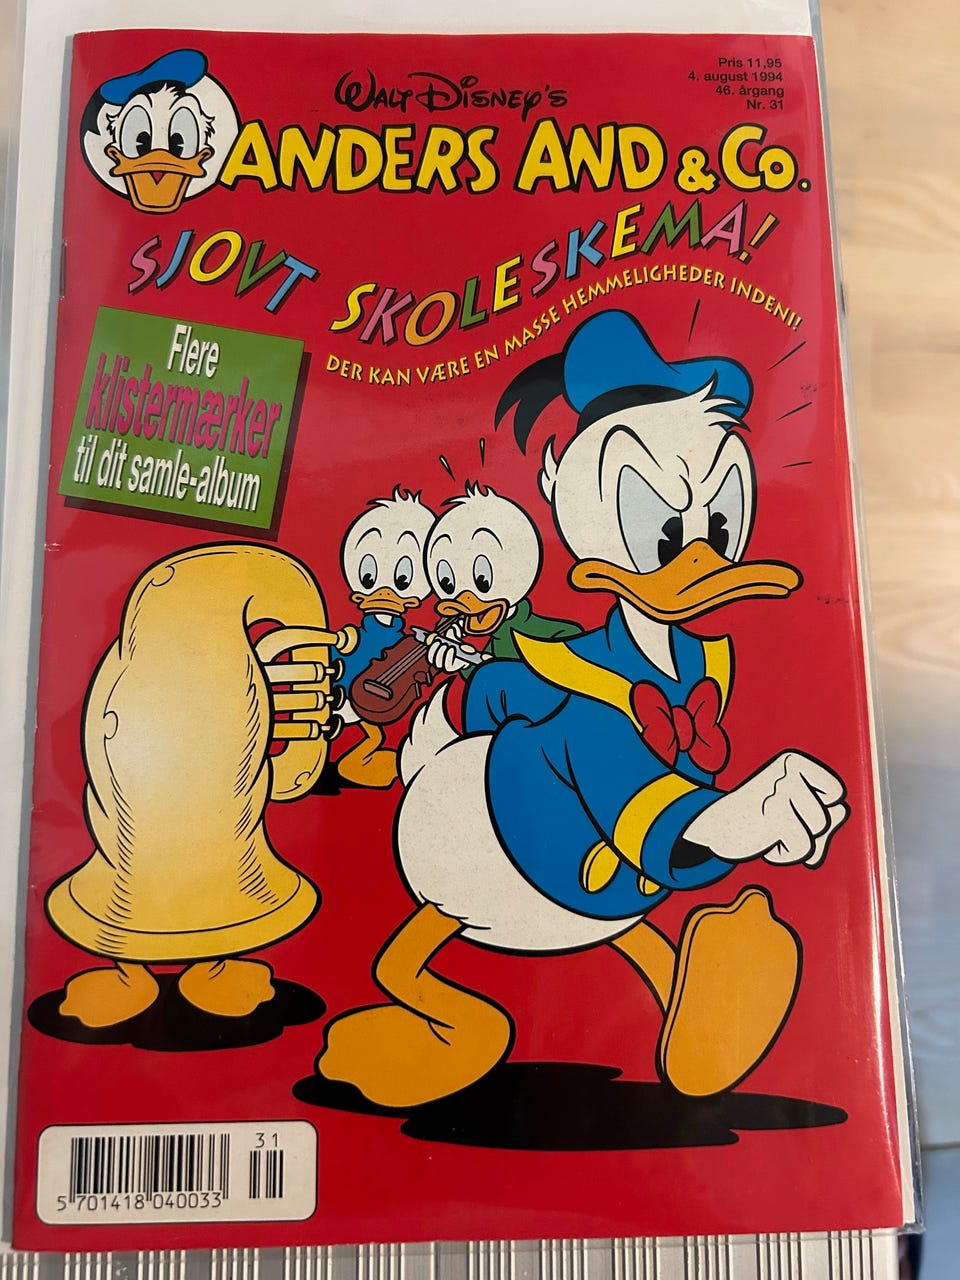 Pris 11,95
4. august 1994
46. årgang
Nr. 31
WALT DISNEY'S
ANDERS AND & Co.
SJOVT SKOLESKEMA!
DER KAN VÆRE EN MASSE HEMMELIGHEDER INDENI!
Flere
klistermærker
til dit samle-album
31
5 701418 040033